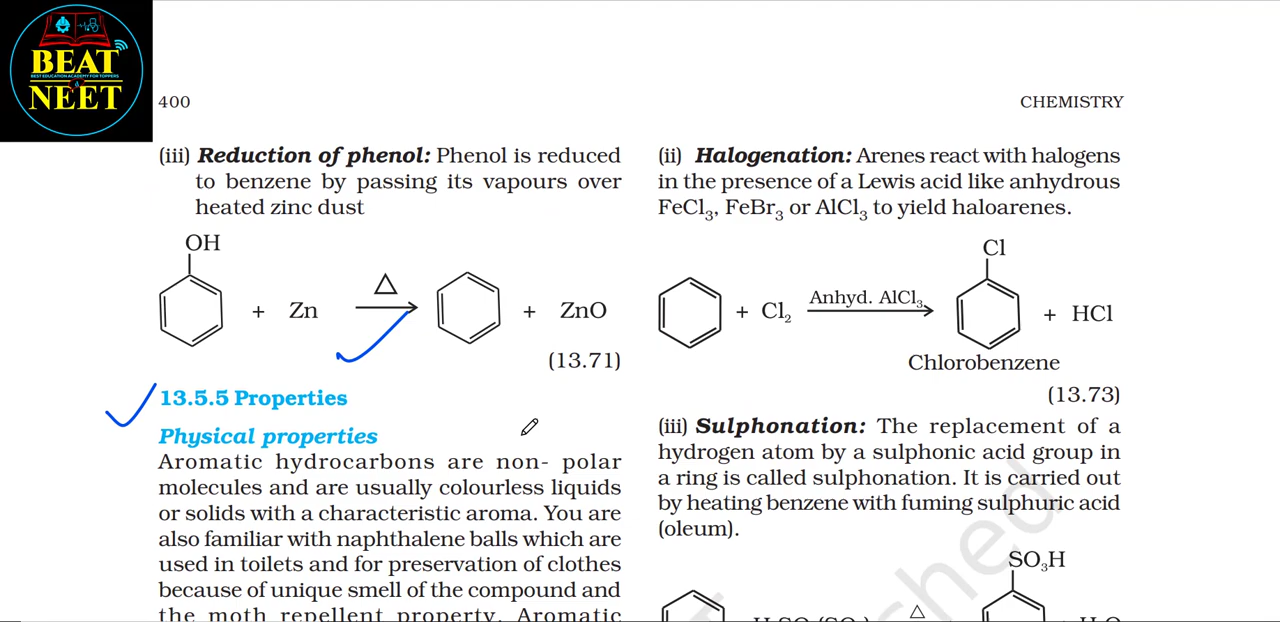 BEAT
BEST EDUCATION ACADEMY FOR TOPPERS
NEET
400
CHEMISTRY
(iii) Reduction of phenol: Phenol is reduced
to benzene by passing its vapours over
heated zinc dust
OH
+ Zn △ + ZnO
(13.71)
13.5.5 Properties
Physical properties
Aromatic hydrocarbons are non- polar
molecules and are usually colourless liquids
or solids with a characteristic aroma. You are
also familiar with naphthalene balls which are
used in toilets and for preservation of clothes
because of unique smell of the compound and
the moth repellent property. Aromatic
(ii) Halogenation: Arenes react with halogens
in the presence of a Lewis acid like anhydrous
FeCl₃, FeBr₃ or AlCl₃ to yield haloarenes.
Cl
+ Cl₂ Anhyd. AlCl₃ + HCl
Chlorobenzene
(13.73)
(iii) Sulphonation: The replacement of a
hydrogen atom by a sulphonic acid group in
a ring is called sulphonation. It is carried out
by heating benzene with fuming sulphuric acid
(oleum).
SO₃H
△